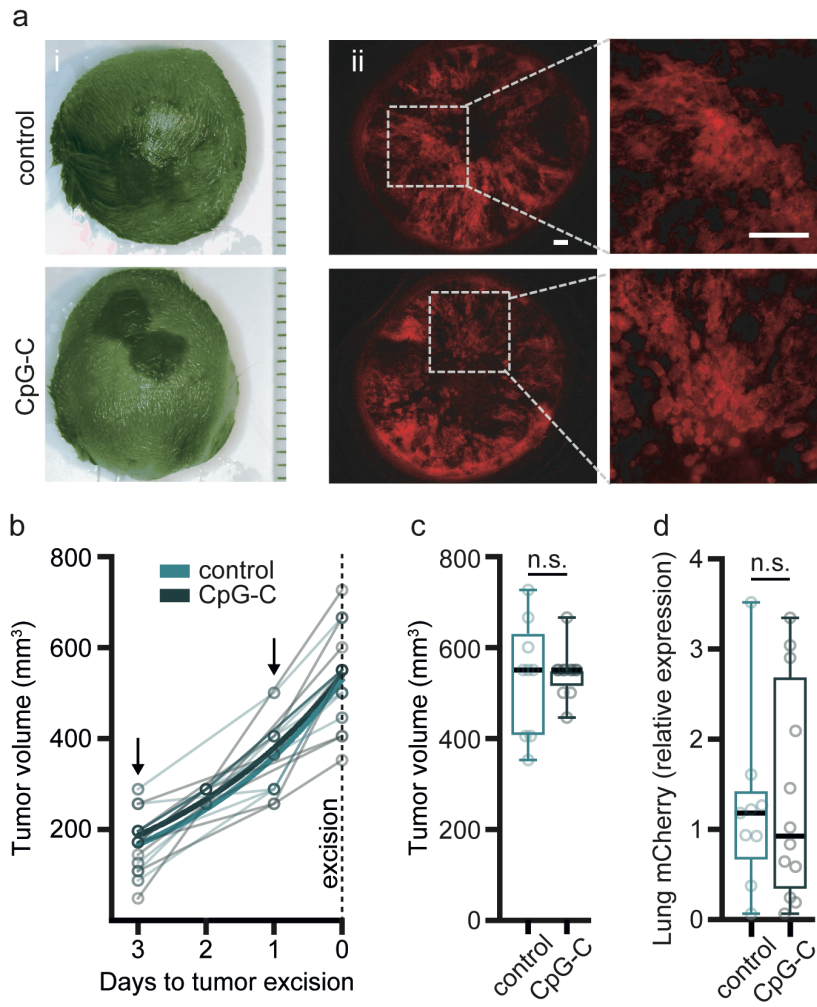 a
i
ii
control
CpG-C
b
c
d
800
600
400
200
Tumor volume (mm³)
control
CpG-C
excision
3
2
1
0
Days to tumor excision
800
600
400
200
0
Tumor volume (mm³)
n.s.
control
CpG-C
4
3
2
1
0
Lung mCherry (relative expression)
n.s.
control
CpG-C